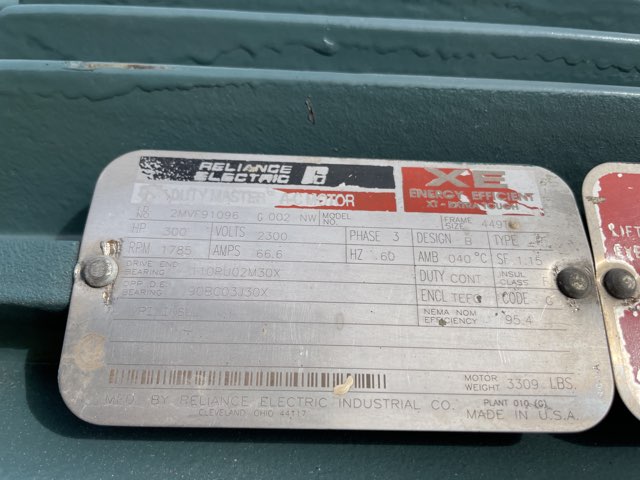 RELIANCE
ELECTRIC
XE
ENERGY EFFICIENT
DUTY MASTER A-C MOTOR
NO. 2MVF91096 G 002 NW MODEL NO. FRAME SIZE
HP 300 VOLTS 2300 PHASE 3 DESIGN B TYPE
RPM 1785 AMPS 66.6 HZ 60 AMB 040°C SF 1.15
DRIVE END BEARING 110RU02M30X DUTY CONT INSUL. CLASS F
OPP. D.E. BEARING 90BC03J30X ENCL TEFC CODE G
NEMA NOM EFFICIENCY 95.4
MOTOR WEIGHT 3309 LBS.
MFD. BY RELIANCE ELECTRIC INDUSTRIAL CO. PLANT 010 (G)
CLEVELAND, OHIO 44117 MADE IN U.S.A.